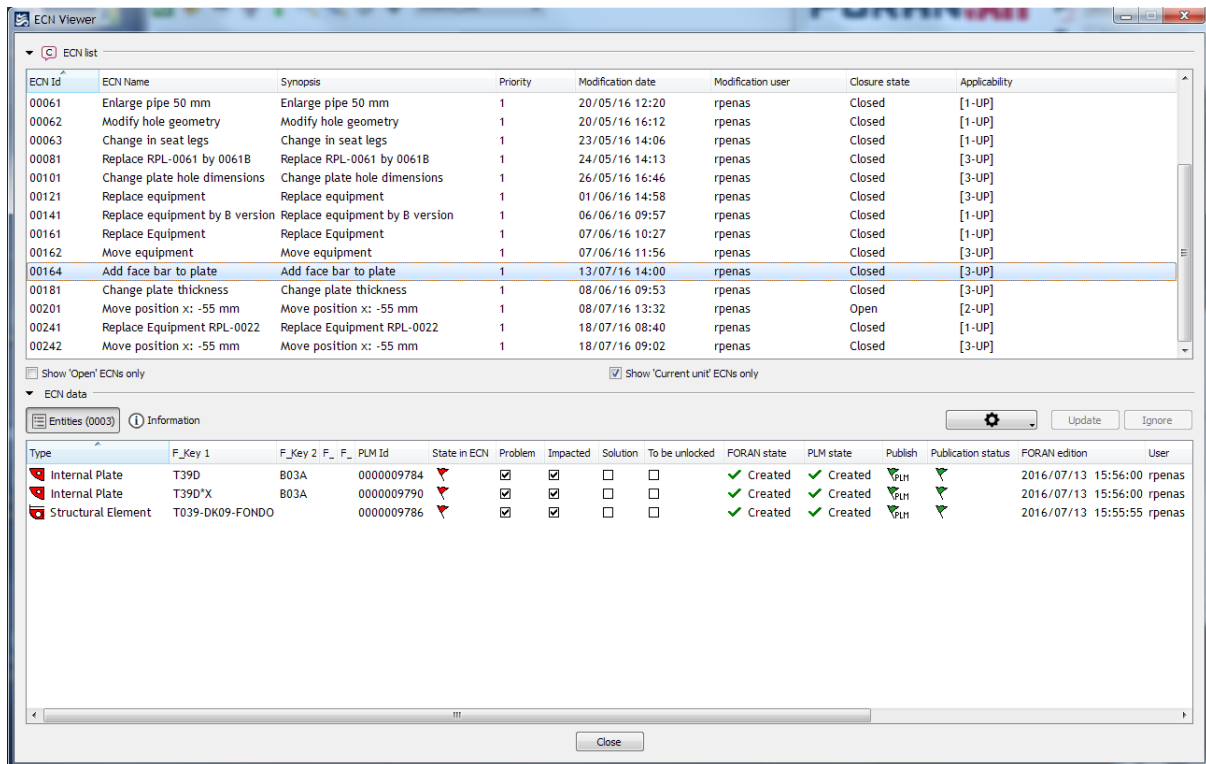 ECN Viewer
ECN list
ECN Id ECN Name Synopsis Priority Modification date Modification user Closure state Applicability
00061 Enlarge pipe 50 mm Enlarge pipe 50 mm 1 20/05/16 12:20 rpenas Closed [1-UP]
00062 Modify hole geometry Modify hole geometry 1 20/05/16 16:12 rpenas Closed [1-UP]
00063 Change in seat legs Change in seat legs 1 23/05/16 14:06 rpenas Closed [1-UP]
00081 Replace RPL-0061 by 0061B Replace RPL-0061 by 0061B 1 24/05/16 14:13 rpenas Closed [3-UP]
00101 Change plate hole dimensions Change plate hole dimensions 1 26/05/16 16:46 rpenas Closed [3-UP]
00121 Replace equipment Replace equipment 1 01/06/16 14:58 rpenas Closed [3-UP]
00141 Replace equipment by B version Replace equipment by B version 1 06/06/16 09:57 rpenas Closed [1-UP]
00161 Replace Equipment Replace Equipment 1 07/06/16 10:27 rpenas Closed [1-UP]
00162 Move equipment Move equipment 1 07/06/16 11:56 rpenas Closed [3-UP]
00164 Add face bar to plate Add face bar to plate 1 13/07/16 14:00 rpenas Closed [3-UP]
00181 Change plate thickness Change plate thickness 1 08/06/16 09:53 rpenas Closed [3-UP]
00201 Move position x: -55 mm Move position x: -55 mm 1 08/07/16 13:32 rpenas Open [2-UP]
00241 Replace Equipment RPL-0022 Replace Equipment RPL-0022 1 18/07/16 08:40 rpenas Closed [1-UP]
00242 Move position x: -55 mm Move position x: -55 mm 1 18/07/16 09:02 rpenas Closed [3-UP]
Show 'Open' ECNs only Show 'Current unit' ECNs only
ECN data
Entities (0003) Information Update Ignore
Type F_Key 1 F_Key 2 F_ F_ PLM Id State in ECN Problem Impacted Solution To be unlocked FORAN state PLM state Publish Publication status FORAN edition User
Internal Plate T39D B03A 0000009784 Created Created PLM 2016/07/13 15:56:00 rpenas
Internal Plate T39D*X B03A 0000009790 Created Created PLM 2016/07/13 15:56:00 rpenas
Structural Element T039-DK09-FONDO 0000009786 Created Created PLM 2016/07/13 15:55:55 rpenas
Close